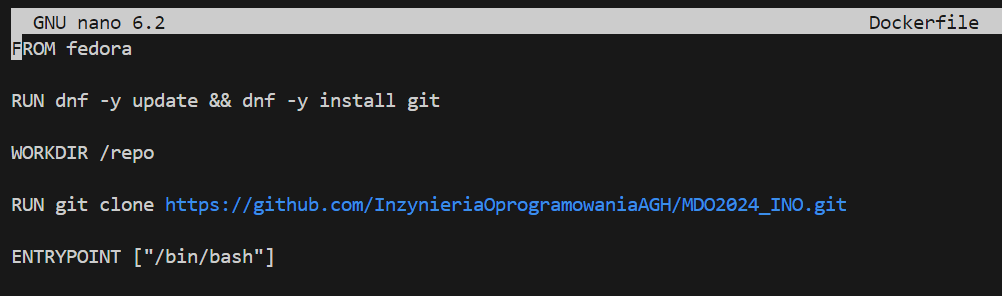 GNU nano 6.2 Dockerfile
FROM fedora
RUN dnf -y update && dnf -y install git
WORKDIR /repo
RUN git clone https://github.com/InzynieriaOprogramowaniaAGH/MDO2024_INO.git
ENTRYPOINT ["/bin/bash"]